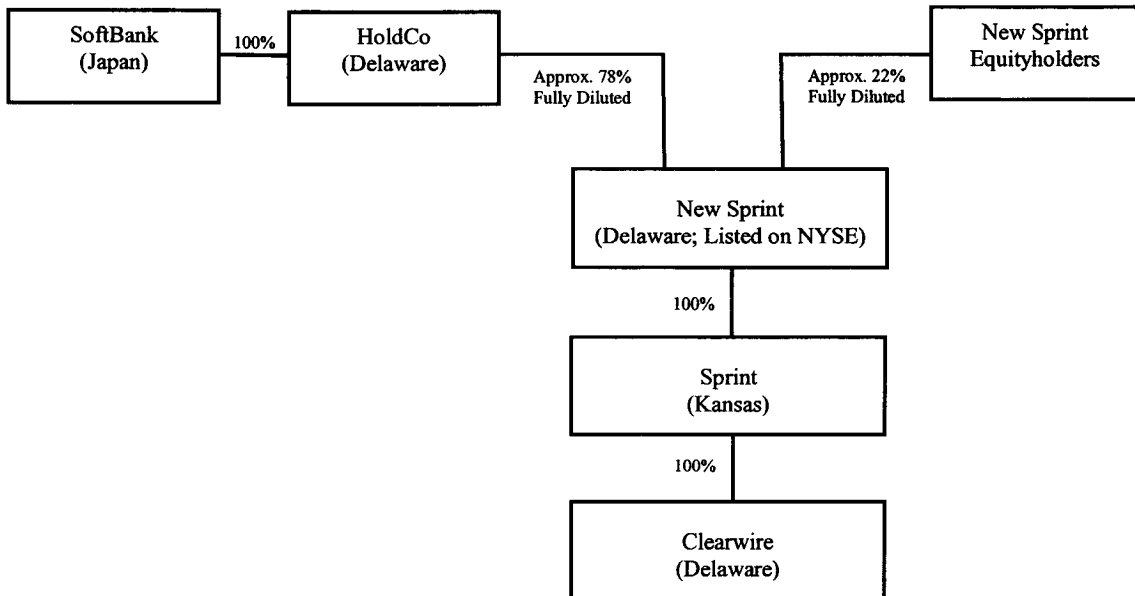 SoftBank
(Japan)
100%
HoldCo
(Delaware)
Approx. 78%
Fully Diluted
Approx. 22%
Fully Diluted
New Sprint
Equityholders
New Sprint
(Delaware; Listed on NYSE)
100%
Sprint
(Kansas)
100%
Clearwire
(Delaware)